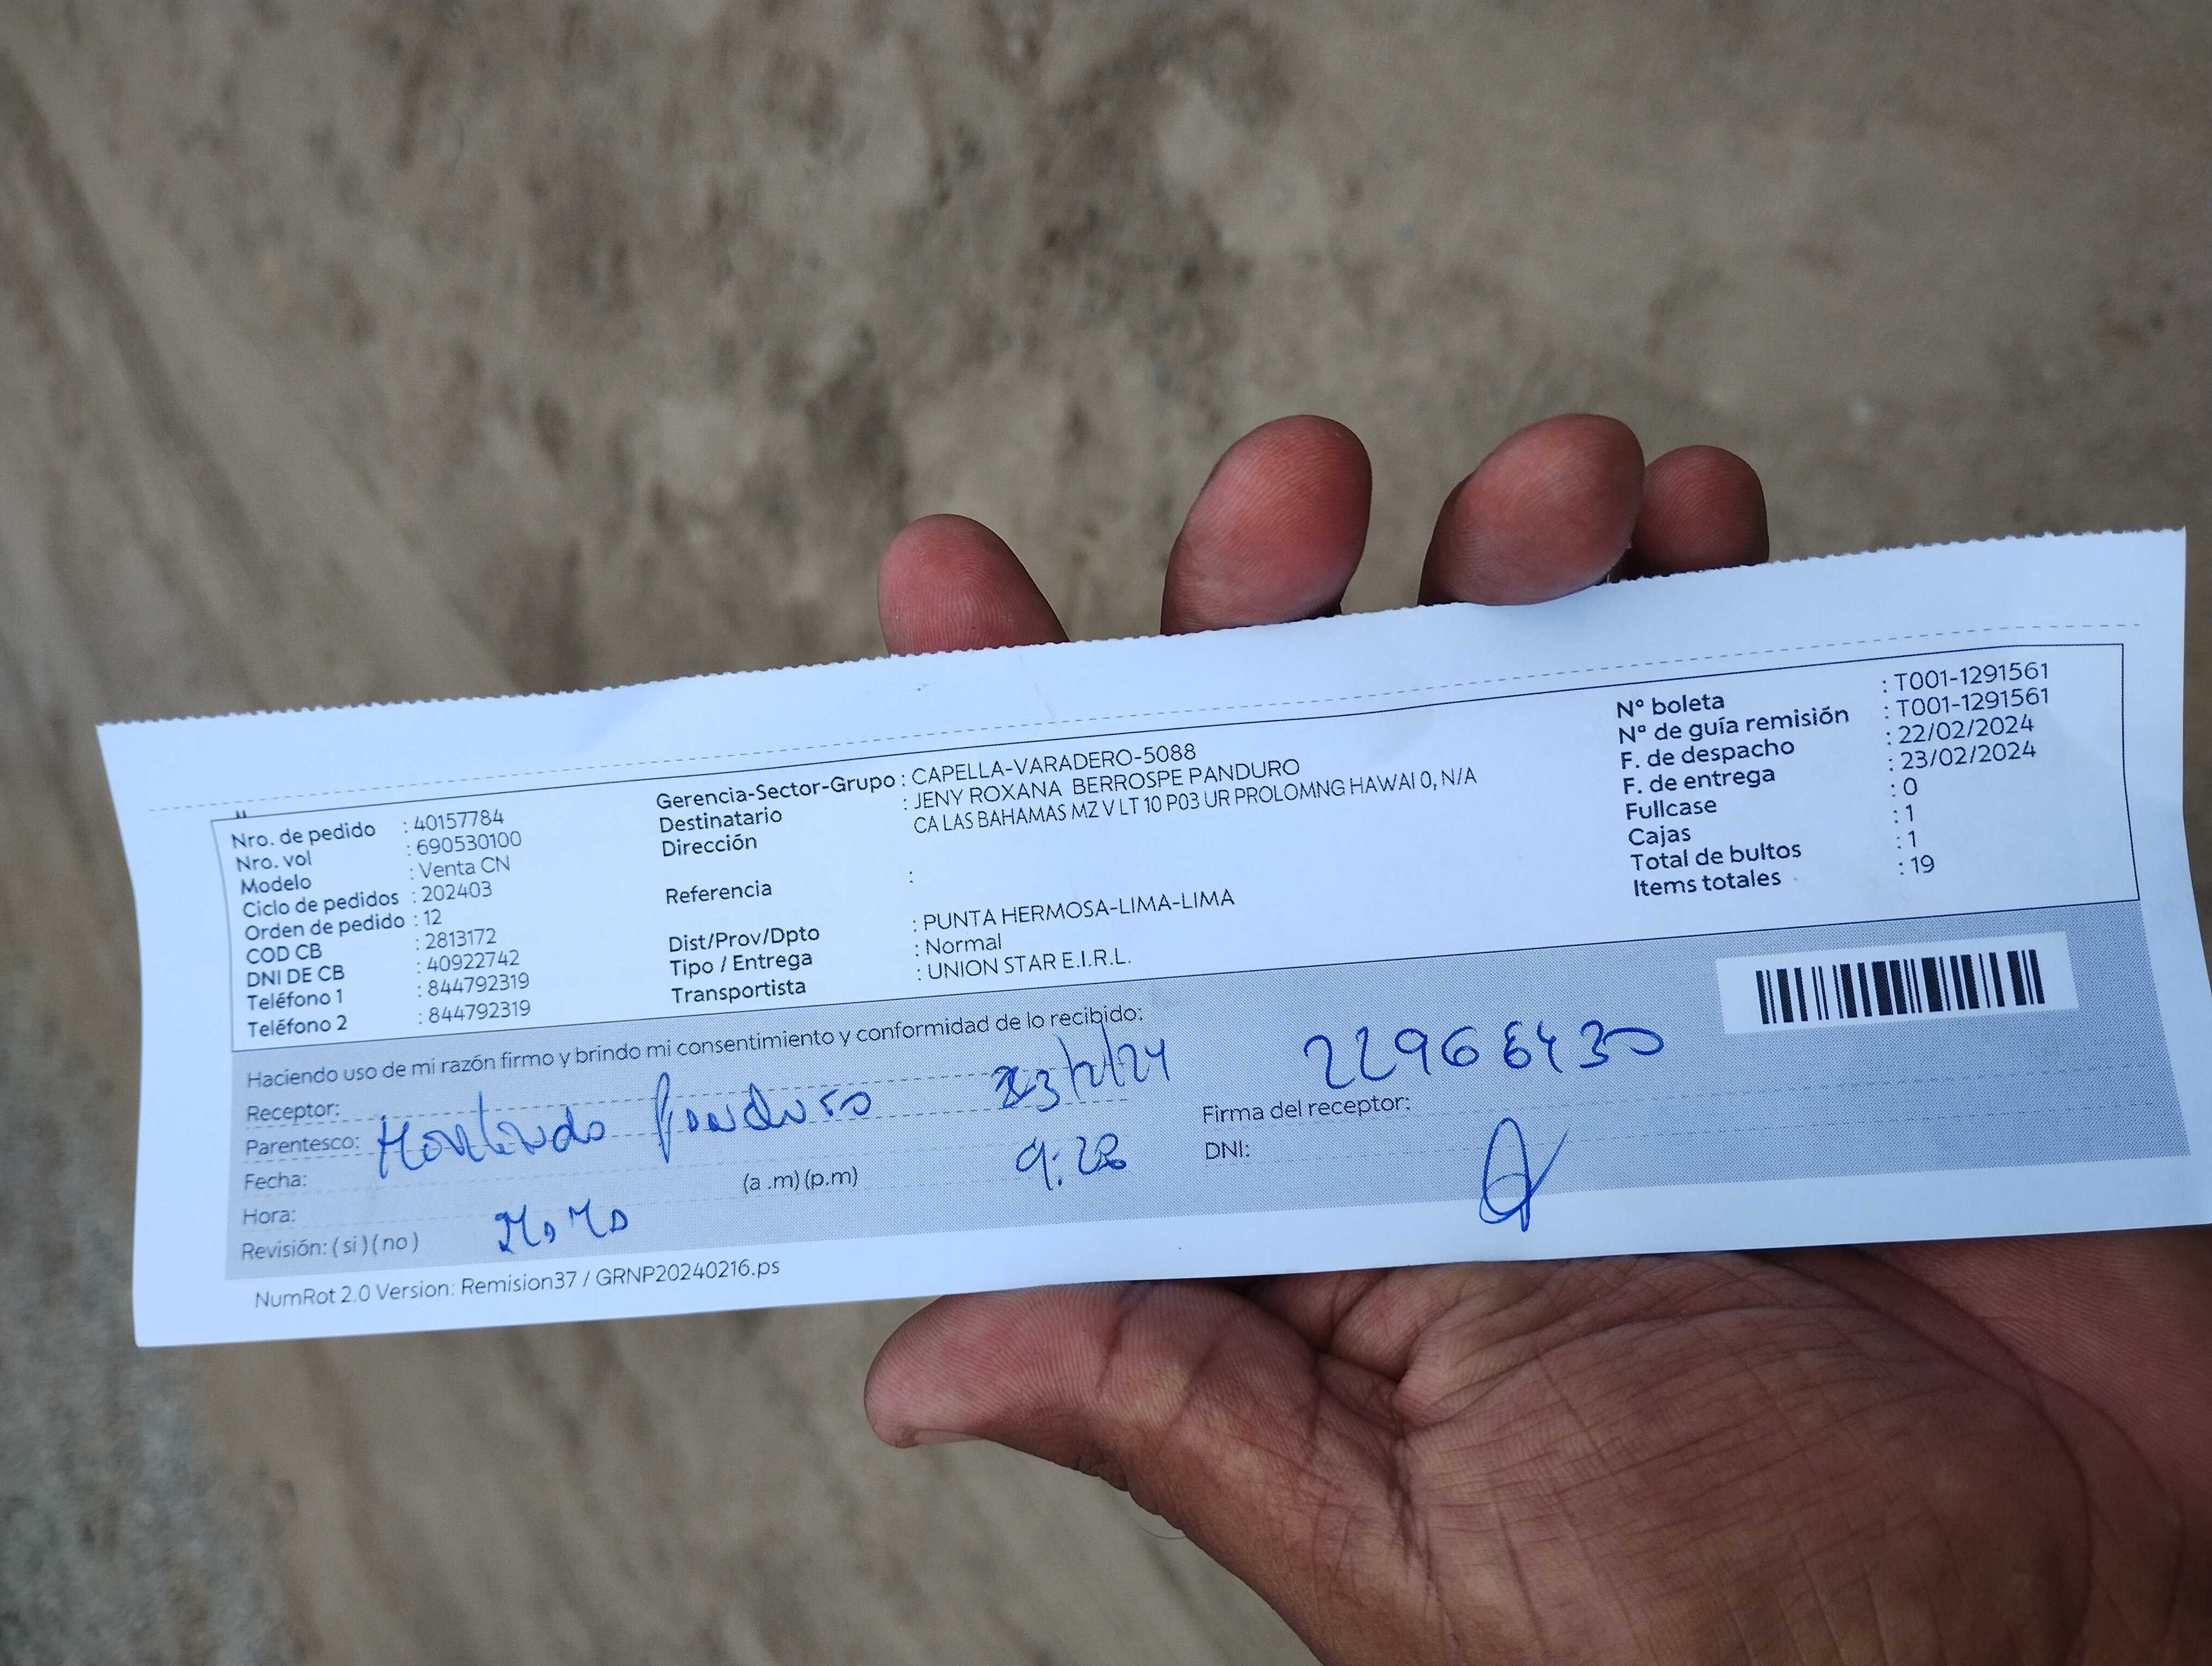 Nro. de pedido : 40157784
Nro. vol : 690530100
Modelo : Venta CN
Ciclo de pedidos : 202403
Orden de pedido : 12
COD CB : 2813172
DNI DE CB : 40922742
Teléfono 1 : 844792319
Teléfono 2 : 844792319
Gerencia-Sector-Grupo : CAPELLA-VARADERO-5088
Destinatario : JENY ROXANA BERROSPE PANDURO
Dirección CA LAS BAHAMAS MZ V LT 10 P03 UR PROLOMNG HAWAI 0, N/A
Referencia :
Dist/Prov/Dpto : PUNTA HERMOSA-LIMA-LIMA
Tipo / Entrega : Normal
Transportista : UNION STAR E.I.R.L.
N° boleta : T001-1291561
N° de guía remisión : T001-1291561
F. de despacho : 22/02/2024
F. de entrega : 23/02/2024
Fullcase : 0
Cajas : 1
Total de bultos : 1
Items totales : 19
Haciendo uso de mi razón firmo y brindo mi consentimiento y conformidad de lo recibido:
Receptor:
Parentesco: Panduro 23/2/24
Fecha:
Hora: (a .m) (p.m) 9:28
Revisión: ( si ) ( no )
22966430
Firma del receptor:
DNI:
NumRot 2.0 Version: Remision37 / GRNP20240216.ps